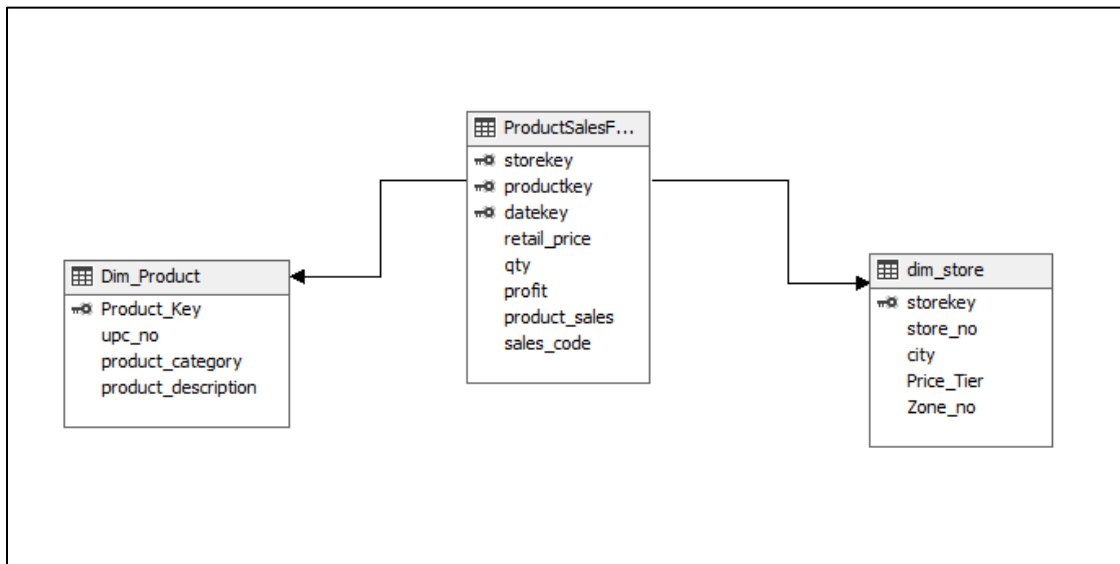 ProductSalesF...
storekey
productkey
datekey
retail_price
qty
profit
product_sales
sales_code
Dim_Product
Product_Key
upc_no
product_category
product_description
dim_store
storekey
store_no
city
Price_Tier
Zone_no